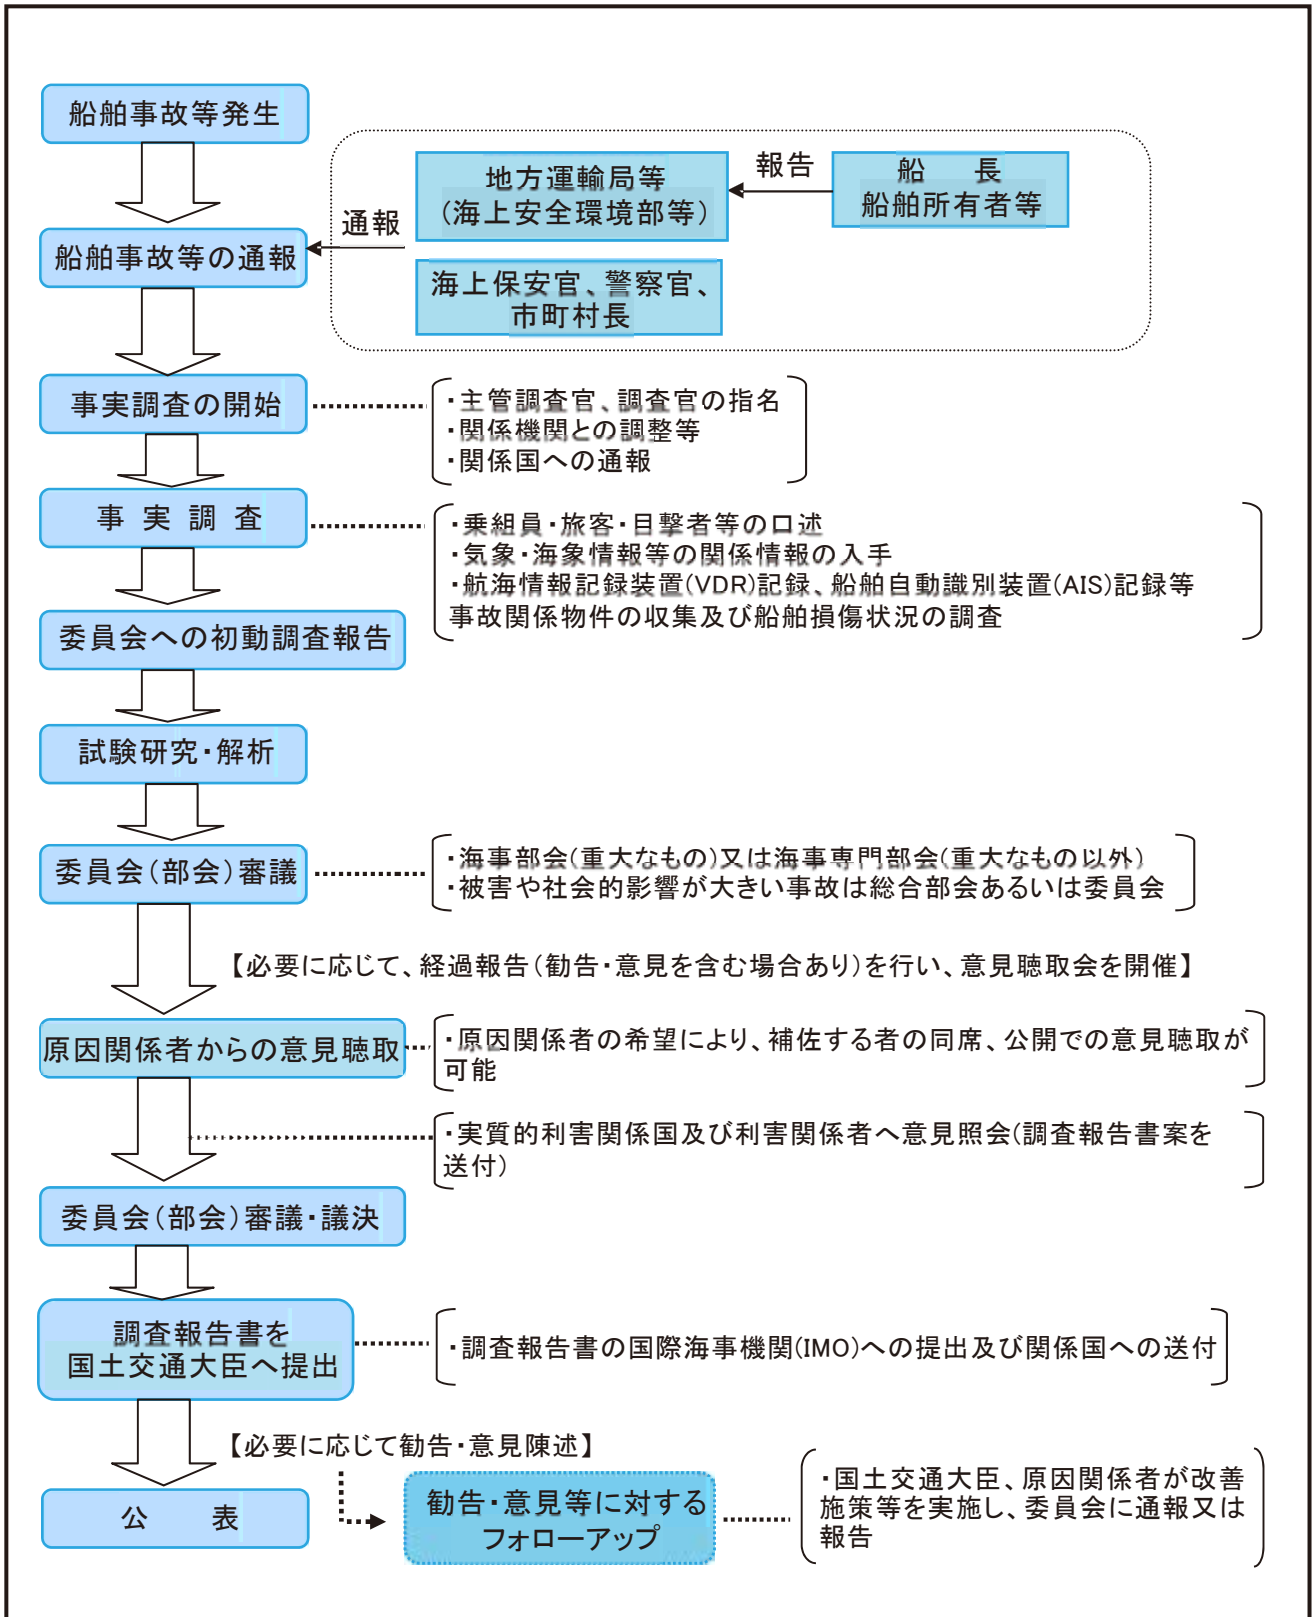 船舶事故等発生
報告
船　長
船舶所有者等
地方運輸局等
(海上安全環境部等)
通報
船舶事故等の通報
海上保安官、警察官、
市町村長
事実調査の開始
・主管調査官、調査官の指名
・関係機関との調整等
・関係国への通報
事 実 調 査
・乗組員・旅客・目撃者等の口述
・気象・海象情報等の関係情報の入手
・航海情報記録装置(VDR)記録、船舶自動識別装置(AIS)記録等
事故関係物件の収集及び船舶損傷状況の調査
委員会への初動調査報告
試験研究・解析
委員会(部会)審議
・海事部会(重大なもの)又は海事専門部会(重大なもの以外)
・被害や社会的影響が大きい事故は総合部会あるいは委員会
【必要に応じて、経過報告(勧告・意見を含む場合あり)を行い、意見聴取会を開催】
原因関係者からの意見聴取
・原因関係者の希望により、補佐する者の同席、公開での意見聴取が
可能
・実質的利害関係国及び利害関係者へ意見照会(調査報告書案を
送付)
委員会(部会)審議・議決
調査報告書を
国土交通大臣へ提出
・調査報告書の国際海事機関(IMO)への提出及び関係国への送付
【必要に応じて勧告・意見陳述】
公　表
勧告・意見等に対する
フォローアップ
・国土交通大臣、原因関係者が改善
施策等を実施し、委員会に通報又は
報告